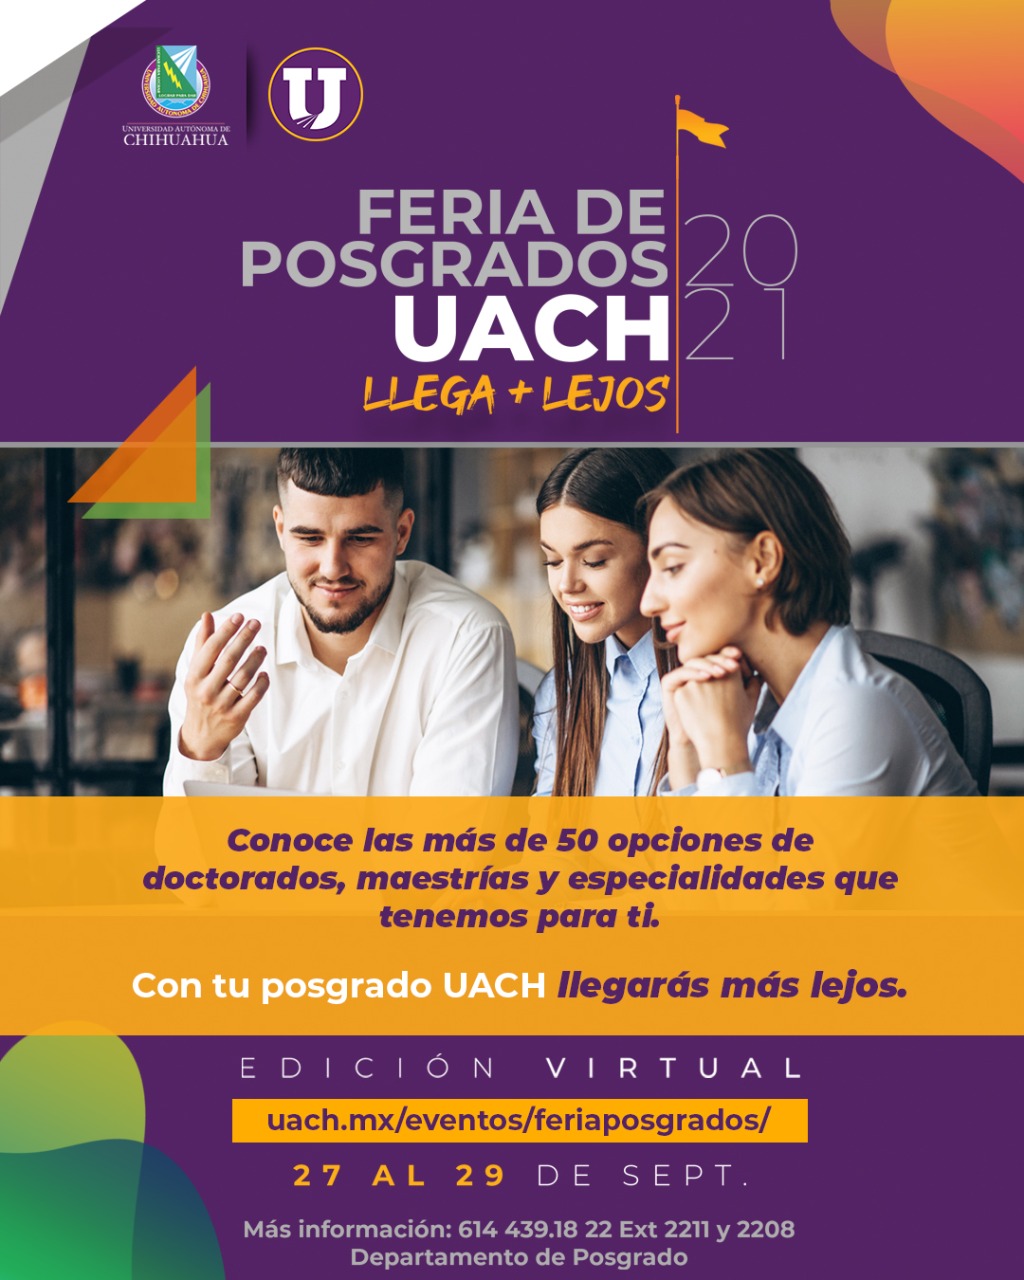 UNIVERSIDAD AUTÓNOMA DE
CHIHUAHUA
U
FERIA DE
POSGRADOS
UACH
LLEGA + LEJOS
20
21
Conoce las más de 50 opciones de
doctorados, maestrías y especialidades que
tenemos para ti.
Con tu posgrado UACH llegarás más lejos.
EDICIÓN VIRTUAL
uach.mx/eventos/feriaposgrados/
27 AL 29 DE SEPT.
Más información: 614 439.18 22 Ext 2211 y 2208
Departamento de Posgrado